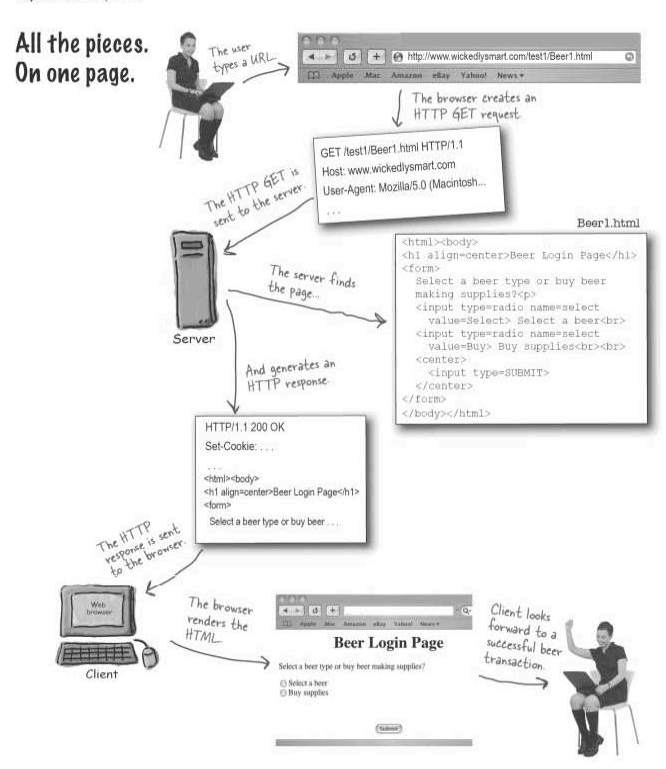 All the pieces.
On one page.
The user
types a URL.
http://www.wickedlysmart.com/test1/Beer1.html
Apple Mac Amazon eBay Yahoo! News
The browser creates an
HTTP GET request.
GET /test1/Beer1.html HTTP/1.1
Host: www.wickedlysmart.com
User-Agent: Mozilla/5.0 (Macintosh...
. . .
The HTTP GET is
sent to the server.
Server
The server finds
the page...
Beer1.html
<html><body>
<h1 align=center>Beer Login Page</h1>
<form>
Select a beer type or buy beer
making supplies?<p>
<input type=radio name=select
value=Select> Select a beer<br>
<input type=radio name=select
value=Buy> Buy supplies<br><br>
<center>
<input type=SUBMIT>
</center>
</form>
</body></html>
And generates an
HTTP response.
HTTP/1.1 200 OK
Set-Cookie: . . .
. . .
<html><body>
<h1 align=center>Beer Login Page</h1>
<form>
Select a beer type or buy beer . . .
The HTTP
response is sent
to the browser.
Web
browser
Client
The browser
renders the
HTML.
Apple Mac Amazon eBay Yahoo! News
Beer Login Page
Select a beer type or buy beer making supplies?
Select a beer
Buy supplies
Submit
Client looks
forward to a
successful beer
transaction.